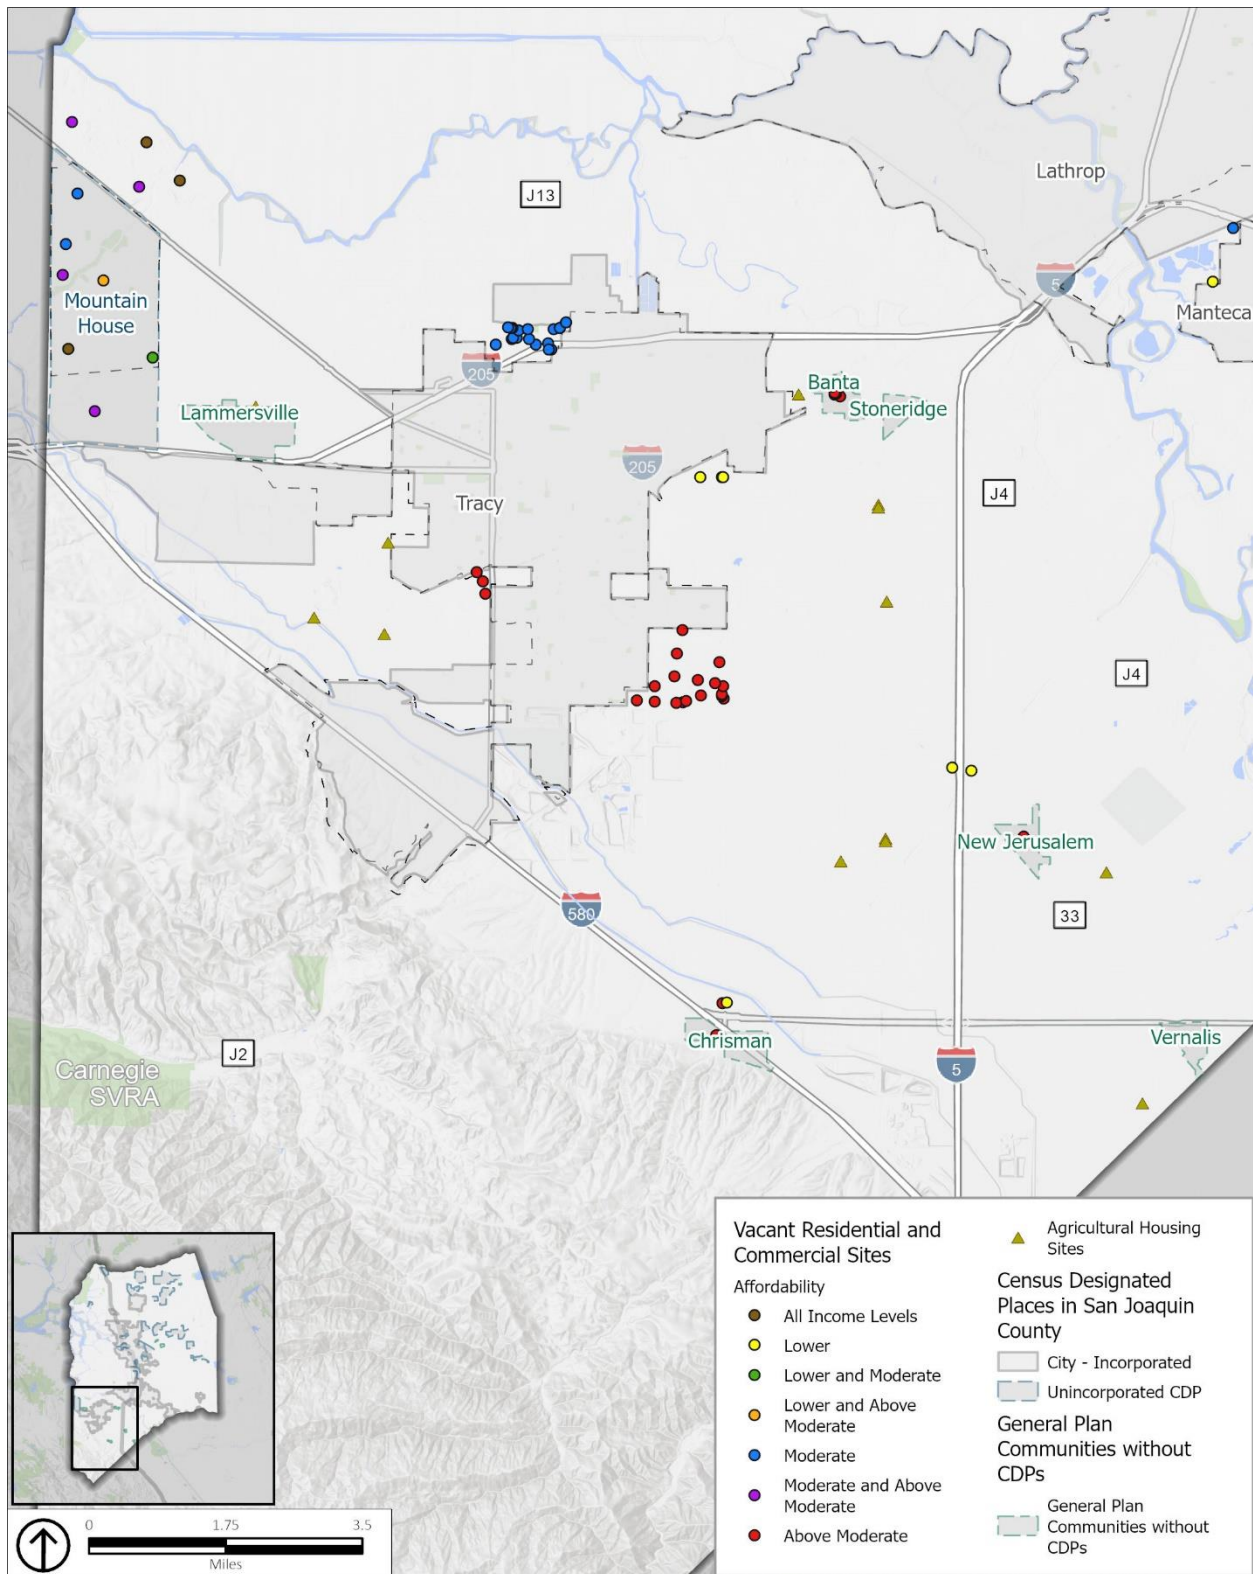 Lathrop
J13
5
Mountain
House
Manteca
205
Banta
Stoneridge
Lammersville
205
J4
Tracy
J4
New Jerusalem
580
33
Chrisman
Vernalis
J2
5
Carnegie
SVRA
Vacant Residential and
Commercial Sites
Affordability
All Income Levels
Lower
Lower and Moderate
Lower and Above
Moderate
Moderate
Moderate and Above
Moderate
Above Moderate
Agricultural Housing
Sites
Census Designated
Places in San Joaquin
County
City - Incorporated
Unincorporated CDP
General Plan
Communities without
CDPs
General Plan
Communities without
CDPs
0 1.75 3.5
Miles